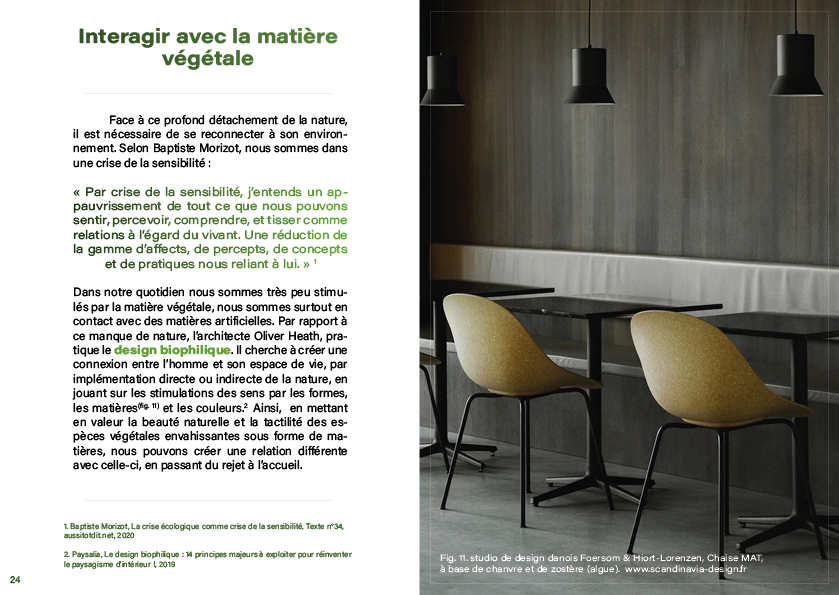 Interagir avec la matière
végétale
Face à ce profond détachement de la nature,
il est nécessaire de se reconnecter à son environ-
nement. Selon Baptiste Morizot, nous sommes dans
une crise de la sensibilité :
« Par crise de la sensibilité, j'entends un ap-
pauvrissement de tout ce que nous pouvons
sentir, percevoir, comprendre, et tisser comme
relations à l'égard du vivant. Une réduction de
la gamme d'affects, de percepts, de concepts
et de pratiques nous reliant à lui. » 1
Dans notre quotidien nous sommes très peu stimu-
lés par la matière végétale, nous sommes surtout en
contact avec des matières artificielles. Par rapport à
ce manque de nature, l'architecte Oliver Heath, pra-
tique le design biophilique. Il cherche à créer une
connexion entre l'homme et son espace de vie, par
implémentation directe ou indirecte de la nature, en
jouant sur les stimulations des sens par les formes,
les matières(fig. 11) et les couleurs.2 Ainsi, en mettant
en valeur la beauté naturelle et la tactilité des es-
pèces végétales envahissantes sous forme de ma-
tières, nous pouvons créer une relation différente
avec celle-ci, en passant du rejet à l'accueil.
1. Baptiste Morizot, La crise écologique comme crise de la sensibilité, Texte n°34,
aussitotdit.net, 2020
2. Paysalia, Le design biophilique : 14 principes majeurs à exploiter pour réinventer
le paysagisme d'intérieur !, 2019
24
Fig. 11. studio de design danois Foersom & Hiort-Lorenzen, Chaise MAT,
à base de chanvre et de zostère (algue). www.scandinavia-design.fr